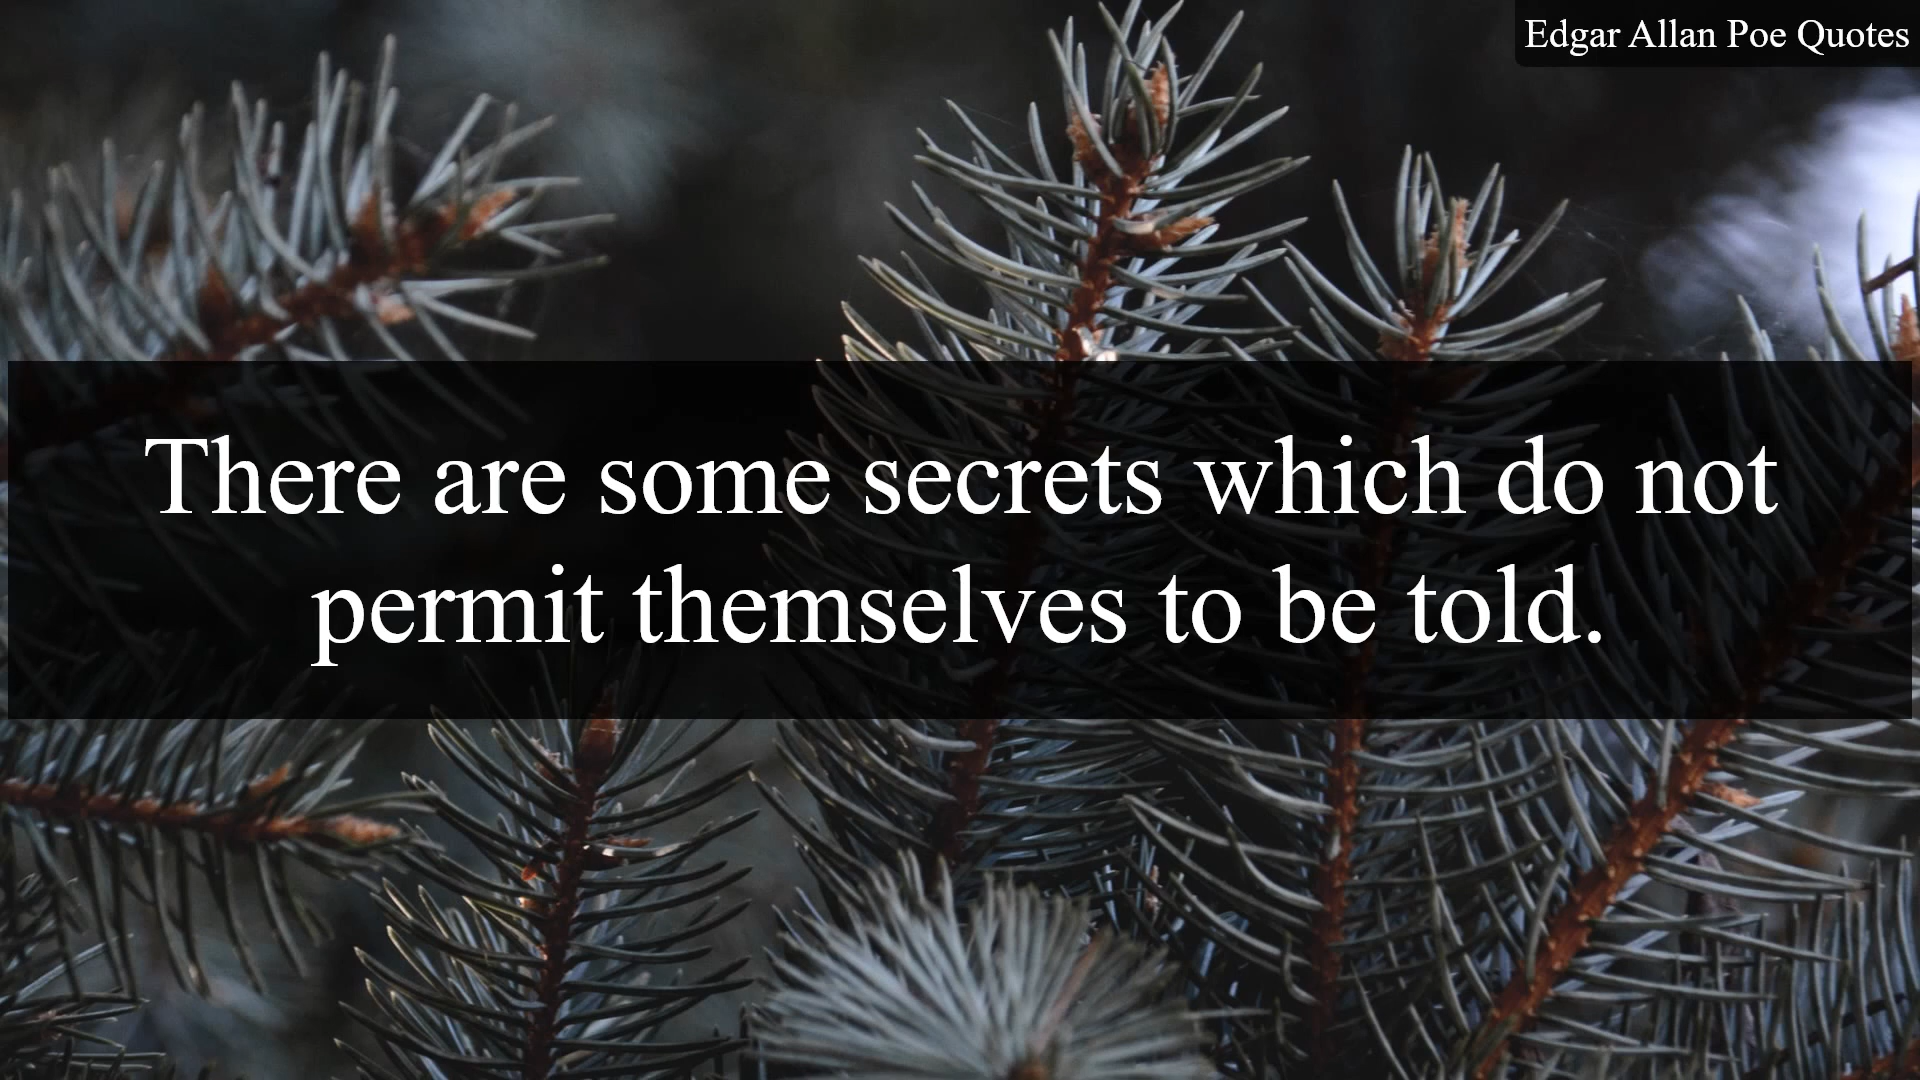 Edgar Allan Poe Quotes
There are some secrets which do not
permit themselves to be told.